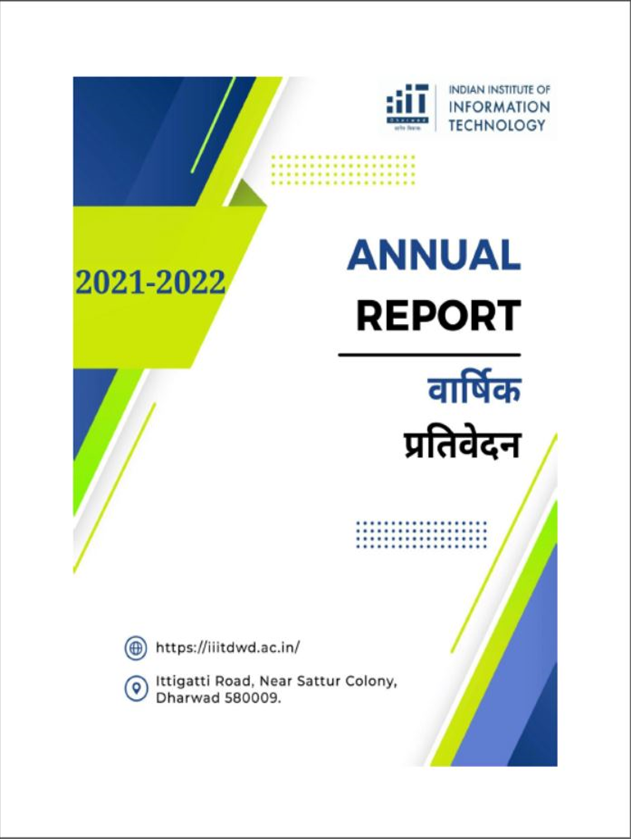 INDIAN INSTITUTE OF
INFORMATION
TECHNOLOGY
2021-2022
ANNUAL
REPORT
वार्षिक
प्रतिवेदन
https://iiitdwd.ac.in/
Ittigatti Road, Near Sattur Colony,
Dharwad 580009.